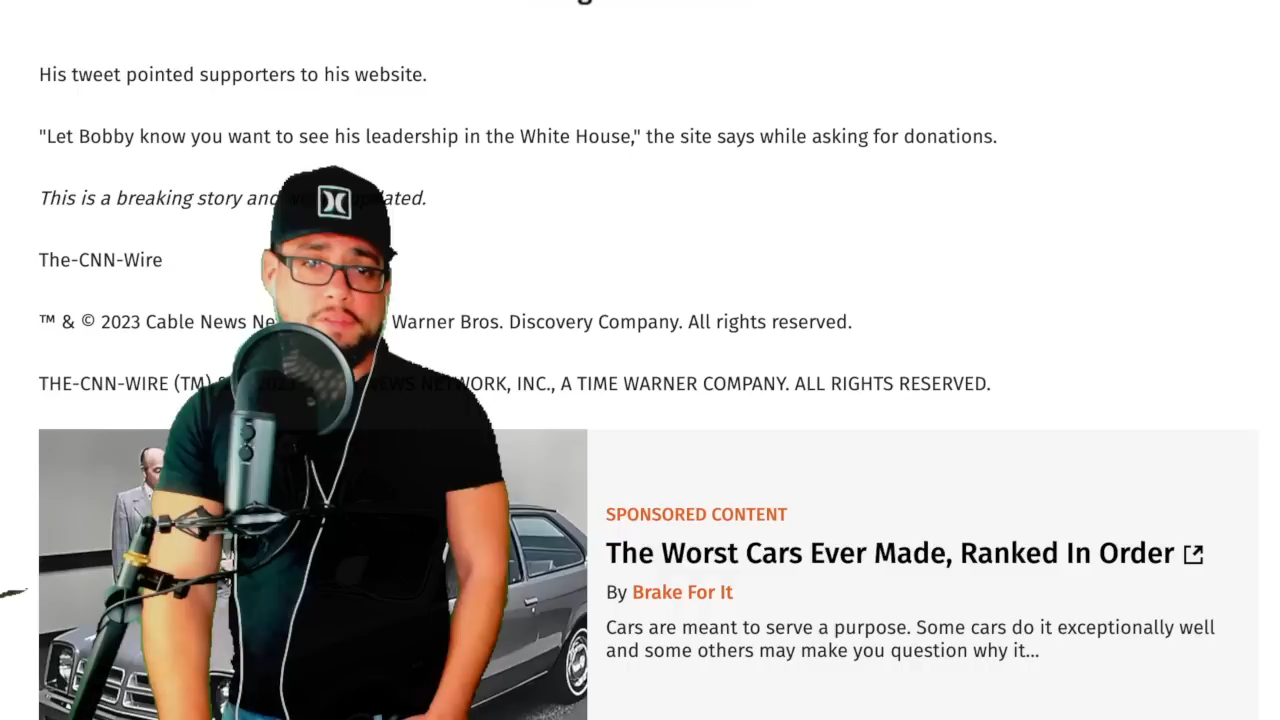 His tweet pointed supporters to his website.
"Let Bobby know you want to see his leadership in the White House," the site says while asking for donations.
This is a breaking story and updated.
The-CNN-Wire
™ & © 2023 Cable News Warner Bros. Discovery Company. All rights reserved.
THE-CNN-WIRE (TM) 2023 NEWS NETWORK, INC., A TIME WARNER COMPANY. ALL RIGHTS RESERVED.
SPONSORED CONTENT
The Worst Cars Ever Made, Ranked In Order
By Brake For It
Cars are meant to serve a purpose. Some cars do it exceptionally well
and some others may make you question why it...